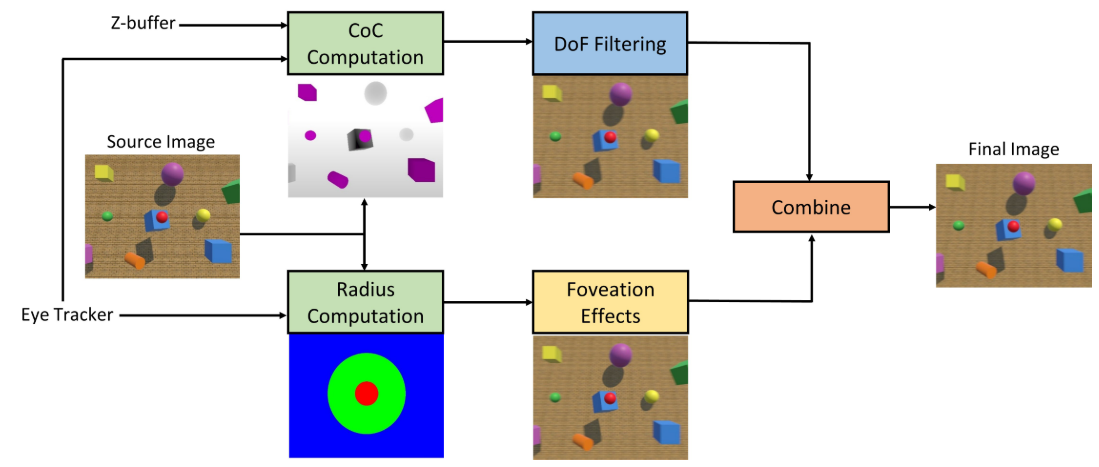 Z-buffer
CoC
Computation
DoF Filtering
Source Image
Final Image
Combine
Eye Tracker
Radius
Computation
Foveation
Effects